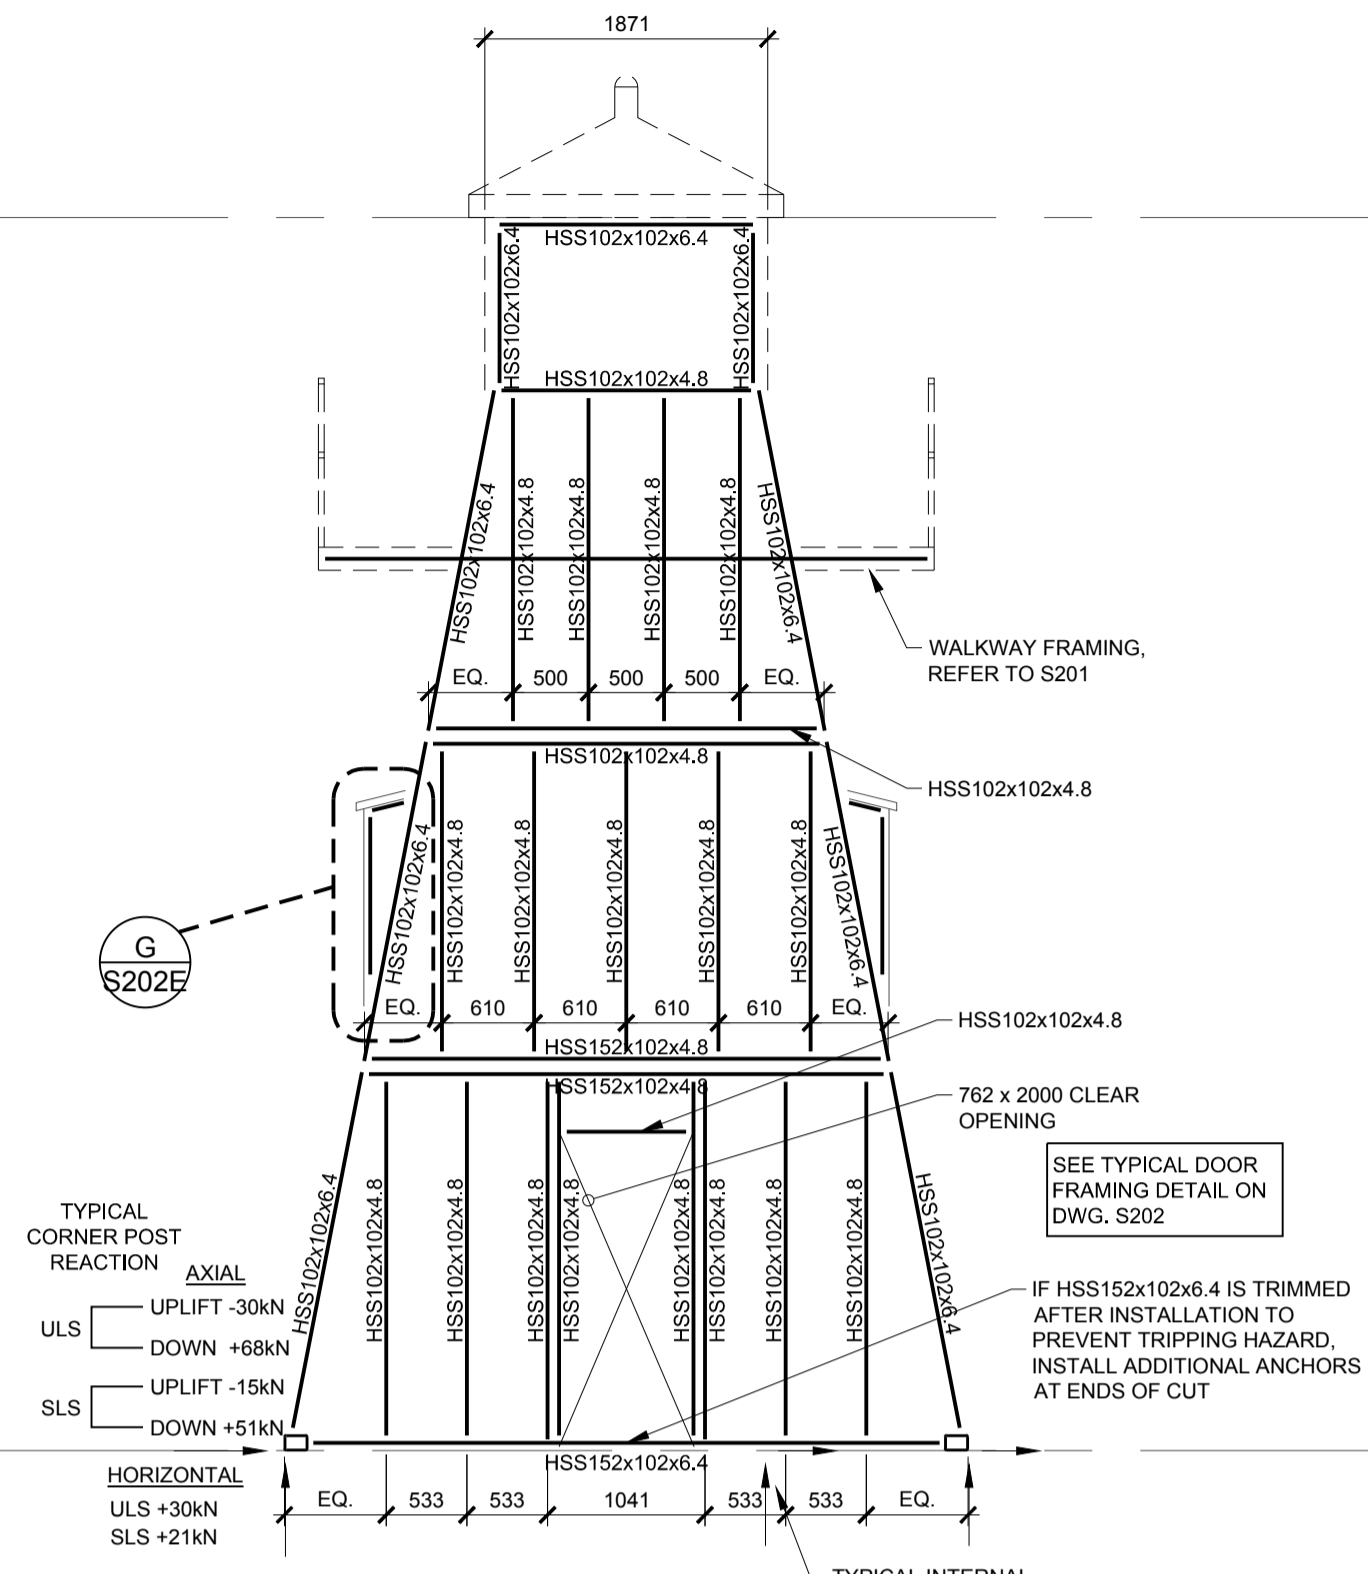 1871
HSS102x102x6.4
HSS102x102x6.4
HSS102x102x6.4
HSS102x102x4.8
HSS102x102x6.4
HSS102x102x4.8
HSS102x102x4.8
HSS102x102x4.8
HSS102x102x4.8
HSS102x102x6.4
WALKWAY FRAMING,
REFER TO S201
EQ. 500 500 500 EQ.
HSS102x102x4.8
HSS102x102x4.8
HSS102x102x6.4
HSS102x102x4.8
HSS102x102x4.8
HSS102x102x4.8
HSS102x102x4.8
HSS102x102x4.8
HSS102x102x6.4
G
S202E
EQ. 610 610 610 610 EQ.
HSS152x102x4.8
HSS102x102x4.8
HSS152x102x4.8
762 x 2000 CLEAR
OPENING
SEE TYPICAL DOOR
FRAMING DETAIL ON
DWG. S202
HSS102x102x6.4
HSS102x102x4.8
HSS102x102x4.8
HSS102x102x4.8
HSS102x102x4.8
HSS102x102x4.8
HSS102x102x4.8
HSS102x102x4.8
HSS102x102x4.8
HSS102x102x6.4
TYPICAL
CORNER POST
REACTION
AXIAL
ULS
UPLIFT -30kN
DOWN +68kN
SLS
UPLIFT -15kN
DOWN +51kN
IF HSS152x102x6.4 IS TRIMMED
AFTER INSTALLATION TO
PREVENT TRIPPING HAZARD,
INSTALL ADDITIONAL ANCHORS
AT ENDS OF CUT
HSS152x102x6.4
HORIZONTAL
ULS +30kN
SLS +21kN
EQ. 533 533 1041 533 533 EQ.
TYPICAL INTERNAL